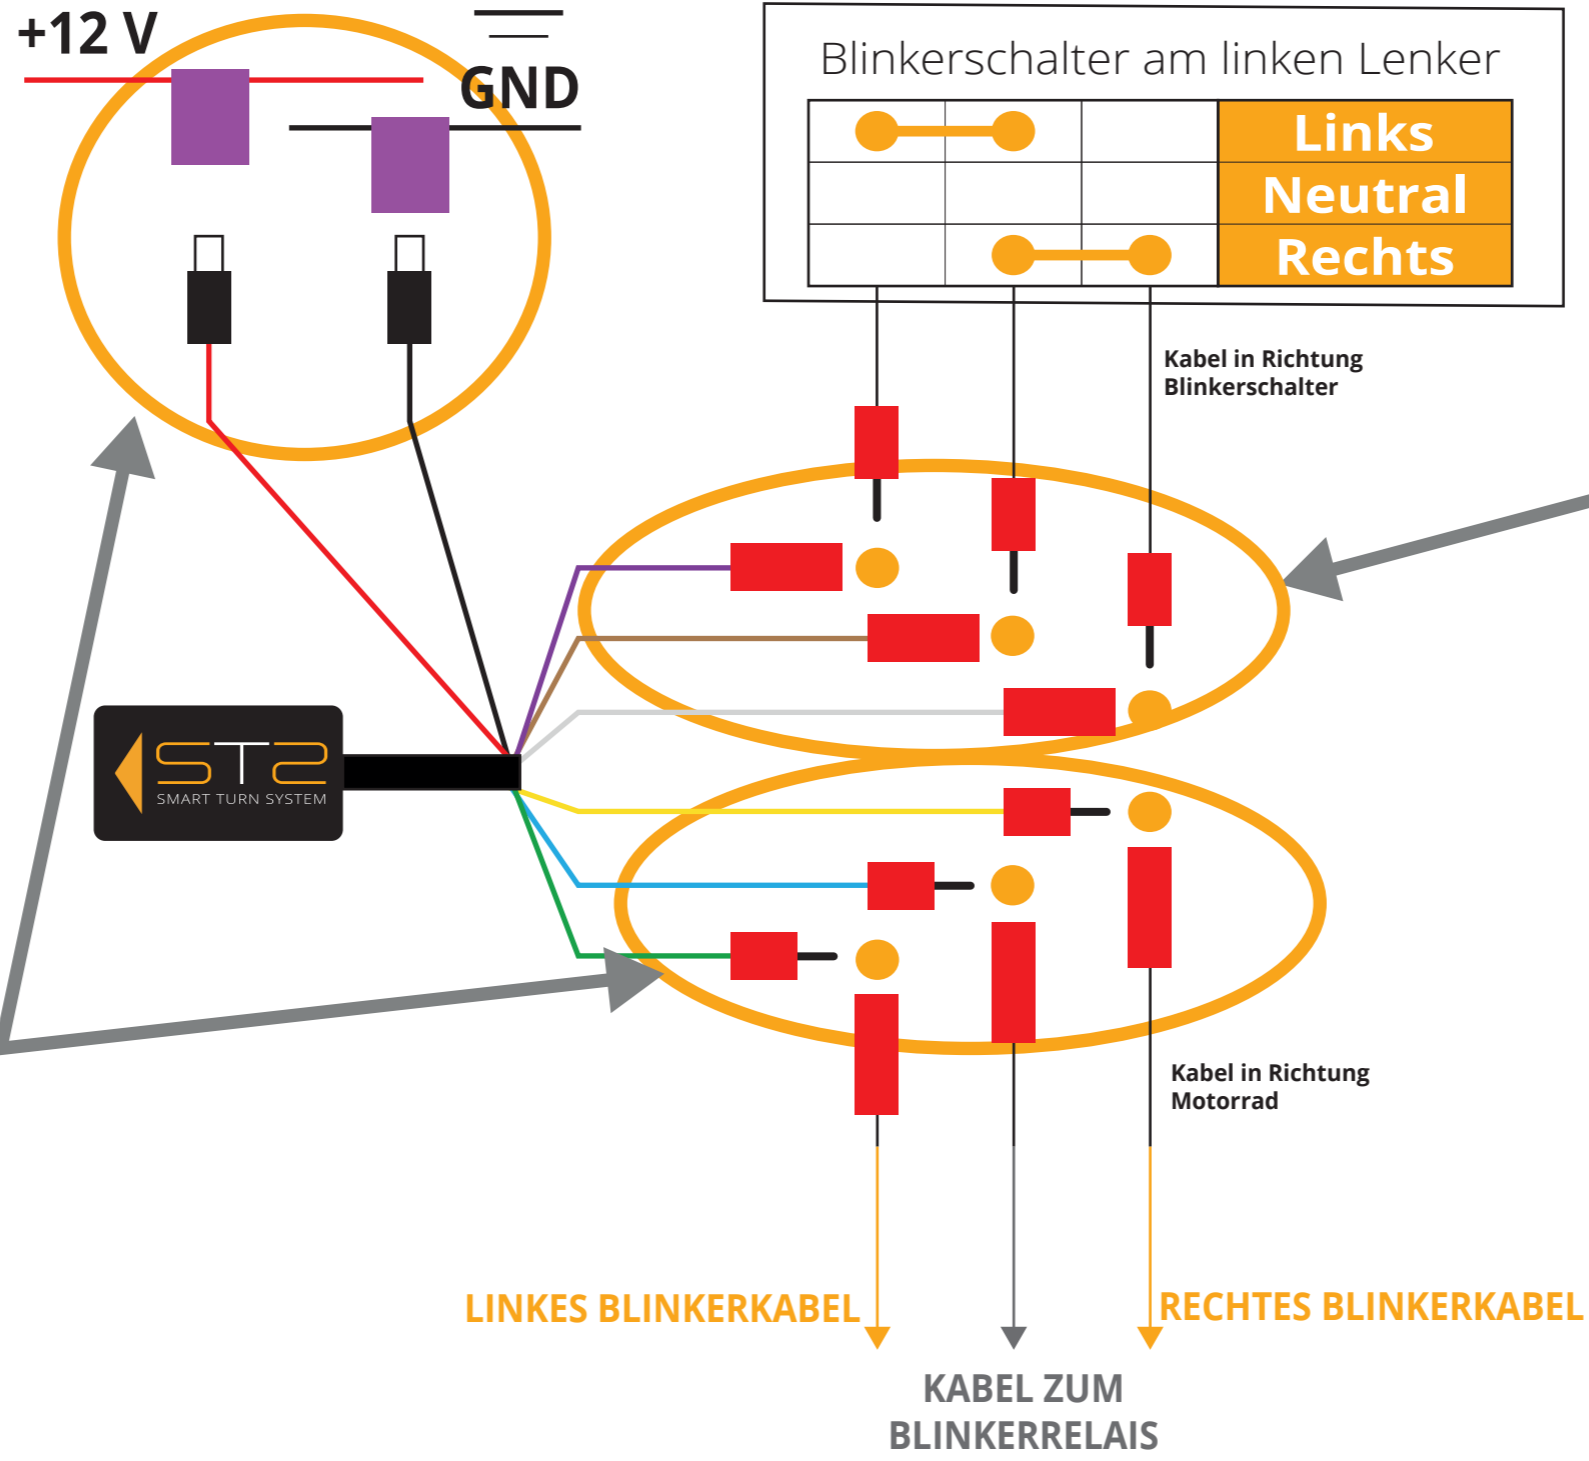 +12 V
GND
Blinkerschalter am linken Lenker
Links
Neutral
Rechts
Kabel in Richtung
Blinkerschalter
STS
SMART TURN SYSTEM
Kabel in Richtung
Motorrad
LINKES BLINKERKABEL
RECHTES BLINKERKABEL
KABEL ZUM
BLINKERRELAIS